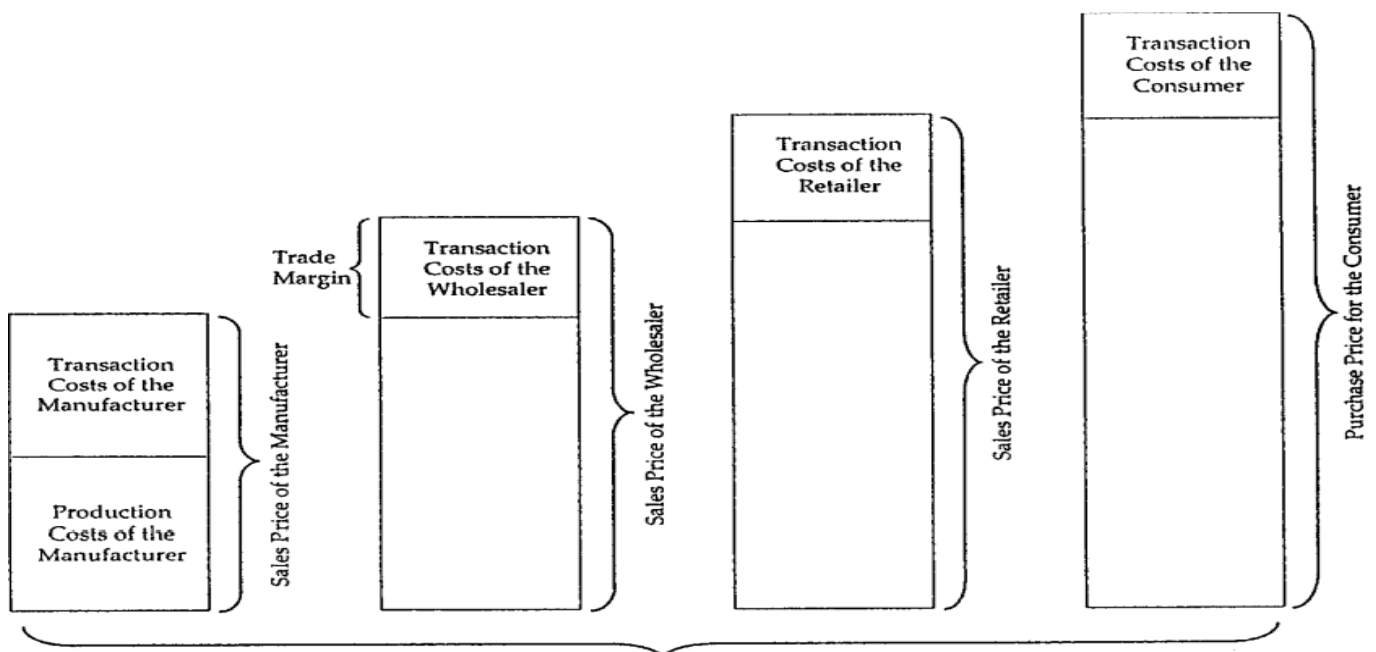 Transaction
Costs of the
Consumer
Transaction
Costs of the
Retailer
Trade
Margin
Transaction
Costs of the
Wholesaler
Transaction
Costs of the
Manufacturer
Production
Costs of the
Manufacturer
Sales Price of the Manufacturer
Sales Price of the Wholesaler
Sales Price of the Retailer
Purchase Price for the Consumer